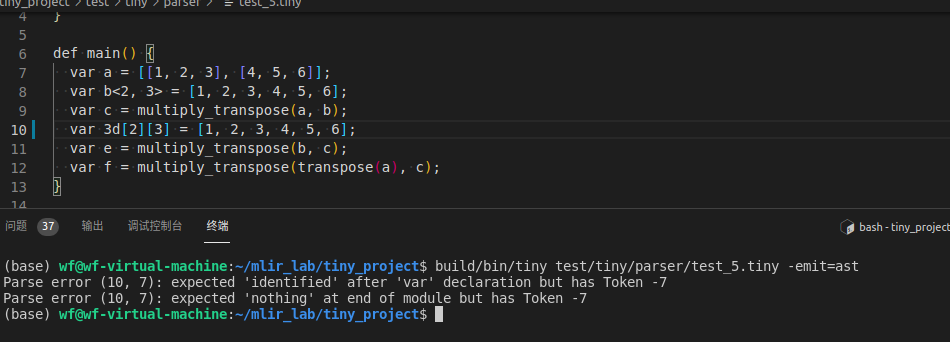 tiny_project > test > tiny > parser > test_5.tiny
4 }
5
6 def main() {
7 var a = [[1, 2, 3], [4, 5, 6]];
8 var b<2, 3> = [1, 2, 3, 4, 5, 6];
9 var c = multiply_transpose(a, b);
10 var 3d[2][3] = [1, 2, 3, 4, 5, 6];
11 var e = multiply_transpose(b, c);
12 var f = multiply_transpose(transpose(a), c);
13 }
14
问题 37 输出 调试控制台 终端 bash - tiny_project
(base) wf@wf-virtual-machine:~/mlir_lab/tiny_project$ build/bin/tiny test/tiny/parser/test_5.tiny -emit=ast
Parse error (10, 7): expected 'identified' after 'var' declaration but has Token -7
Parse error (10, 7): expected 'nothing' at end of module but has Token -7
(base) wf@wf-virtual-machine:~/mlir_lab/tiny_project$